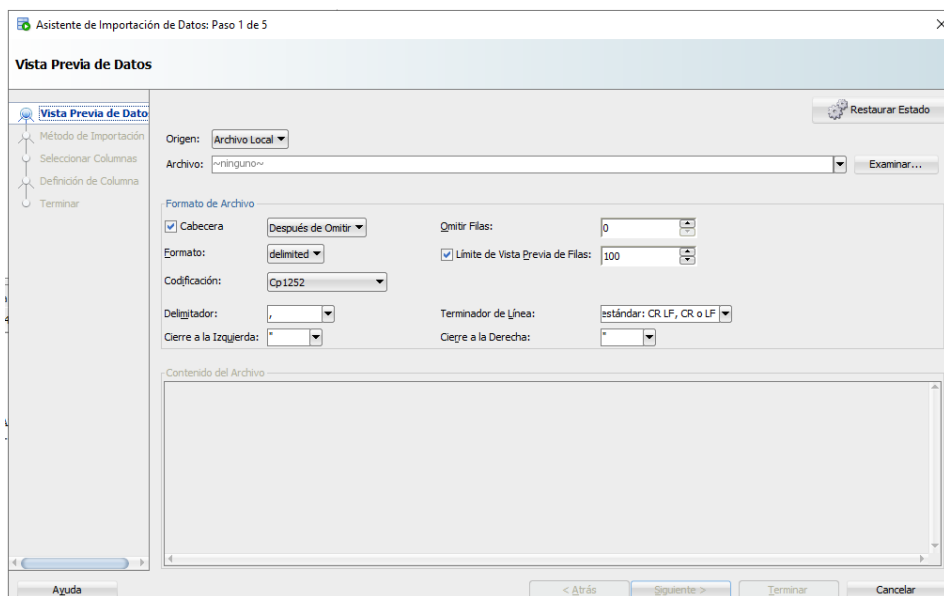 Asistente de Importación de Datos: Paso 1 de 5
Vista Previa de Datos
Vista Previa de Dato
Método de Importación
Seleccionar Columnas
Definición de Columna
Terminar
Restaurar Estado
Origen: Archivo Local
Archivo: ~ninguno~ Examinar...
Formato de Archivo
Cabecera Después de Omitir Omitir Filas: 0
Formato: delimited Límite de Vista Previa de Filas: 100
Codificación: Cp1252
Delimitador: , Terminador de Línea: estándar: CR LF, CR o LF
Cierre a la Izquierda: " Cierre a la Derecha: "
Contenido del Archivo
Ayuda < Atrás Siguiente > Terminar Cancelar